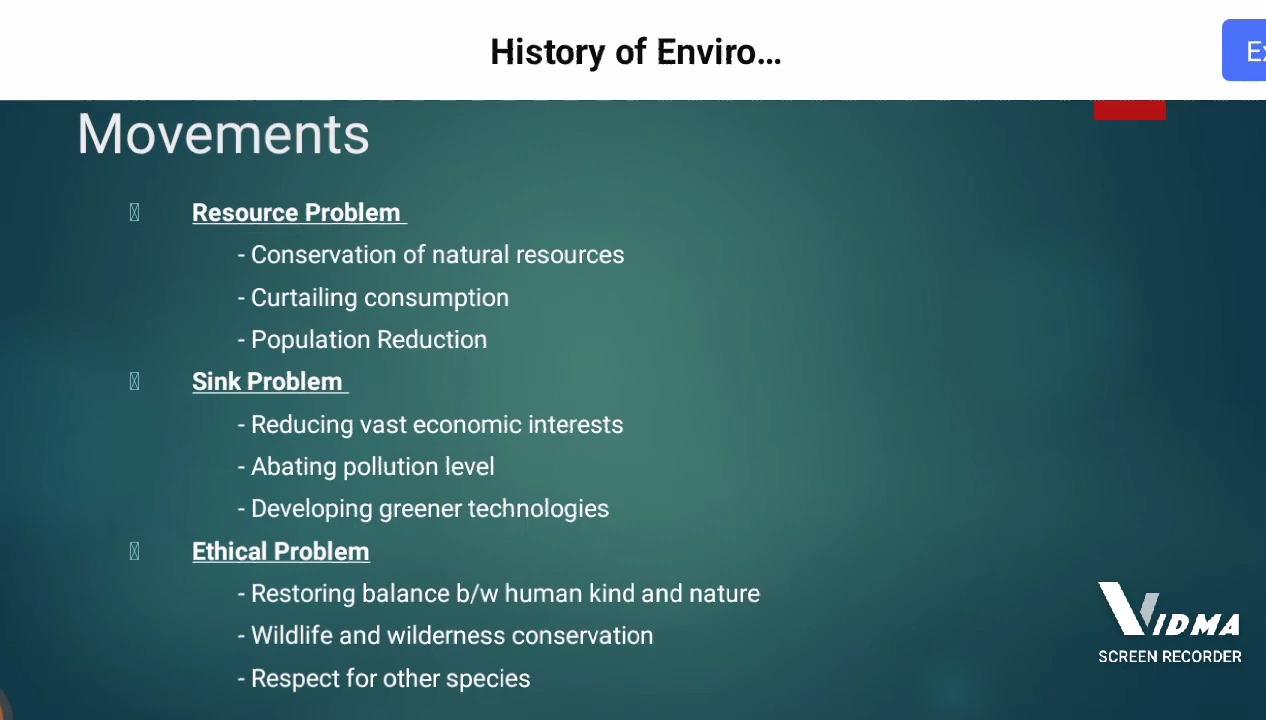 History of Enviro...
Ex
Movements
Resource Problem
- Conservation of natural resources
- Curtailing consumption
- Population Reduction
Sink Problem
- Reducing vast economic interests
- Abating pollution level
- Developing greener technologies
Ethical Problem
- Restoring balance b/w human kind and nature
- Wildlife and wilderness conservation
- Respect for other species
VIDMA
SCREEN RECORDER